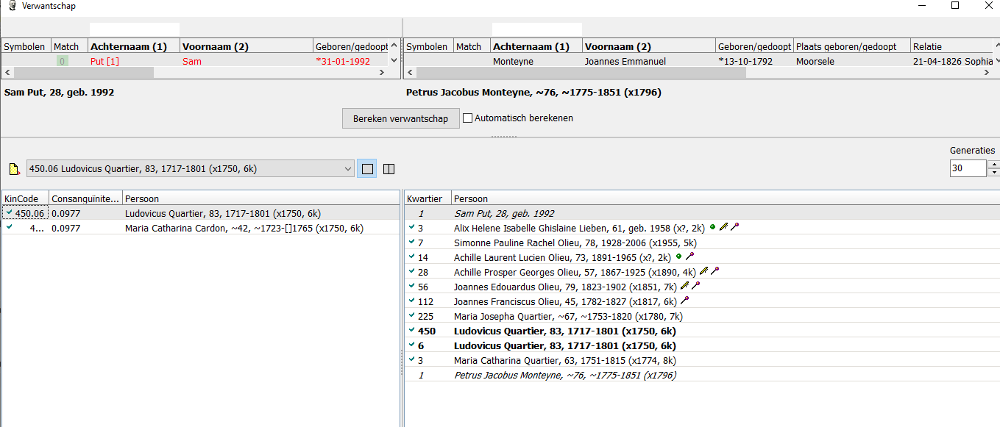 Verwantschap
Symbolen Match Achternaam (1) Voornaam (2) Geboren/gedoopt Symbolen Match Achternaam (1) Voornaam (2) Geboren/gedoopt Plaats geboren/gedoopt Relatie
0 Put [1] Sam *31-01-1992 Monteyne Joannes Emmanuel *13-10-1792 Moorsele 21-04-1826 Sophia
Sam Put, 28, geb. 1992 Petrus Jacobus Monteyne, ~76, ~1775-1851 (x1796)
Bereken verwantschap Automatisch berekenen
Generaties
450.06 Ludovicus Quartier, 83, 1717-1801 (x1750, 6k) 30
KinCode Consanguïnite... Persoon
450.06 0.0977 Ludovicus Quartier, 83, 1717-1801 (x1750, 6k)
4... 0.0977 Maria Catharina Cardon, ~42, ~1723-[]1765 (x1750, 6k)
Kwartier Persoon
1 Sam Put, 28, geb. 1992
3 Alix Helene Isabelle Ghislaine Lieben, 61, geb. 1958 (x?, 2k)
7 Simonne Pauline Rachel Olieu, 78, 1928-2006 (x1955, 5k)
14 Achille Laurent Lucien Olieu, 73, 1891-1965 (x?, 2k)
28 Achille Prosper Georges Olieu, 57, 1867-1925 (x1890, 4k)
56 Joannes Edouardus Olieu, 79, 1823-1902 (x1851, 7k)
112 Joannes Franciscus Olieu, 45, 1782-1827 (x1817, 6k)
225 Maria Josepha Quartier, ~67, ~1753-1820 (x1780, 7k)
450 Ludovicus Quartier, 83, 1717-1801 (x1750, 6k)
6 Ludovicus Quartier, 83, 1717-1801 (x1750, 6k)
3 Maria Catharina Quartier, 63, 1751-1815 (x1774, 8k)
1 Petrus Jacobus Monteyne, ~76, ~1775-1851 (x1796)